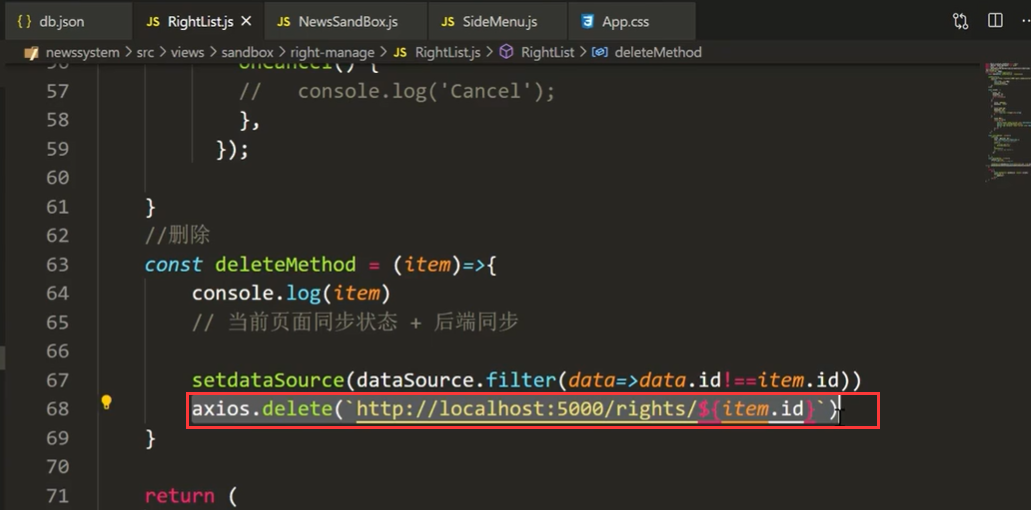 { } db.json JS RightList.js × JS NewsSandBox.js JS SideMenu.js App.css
newssystem > src > views > sandbox > right-manage > JS RightList.js > RightList > deleteMethod
56 onCancel() {
57 // console.log('Cancel');
58 },
59 });
60
61 }
62 //删除
63 const deleteMethod = (item)=>{
64 console.log(item)
65 // 当前页面同步状态 + 后端同步
66
67 setdataSource(dataSource.filter(data=>data.id!==item.id))
68 axios.delete(`http://localhost:5000/rights/${item.id}`)
69 }
70
71 return (